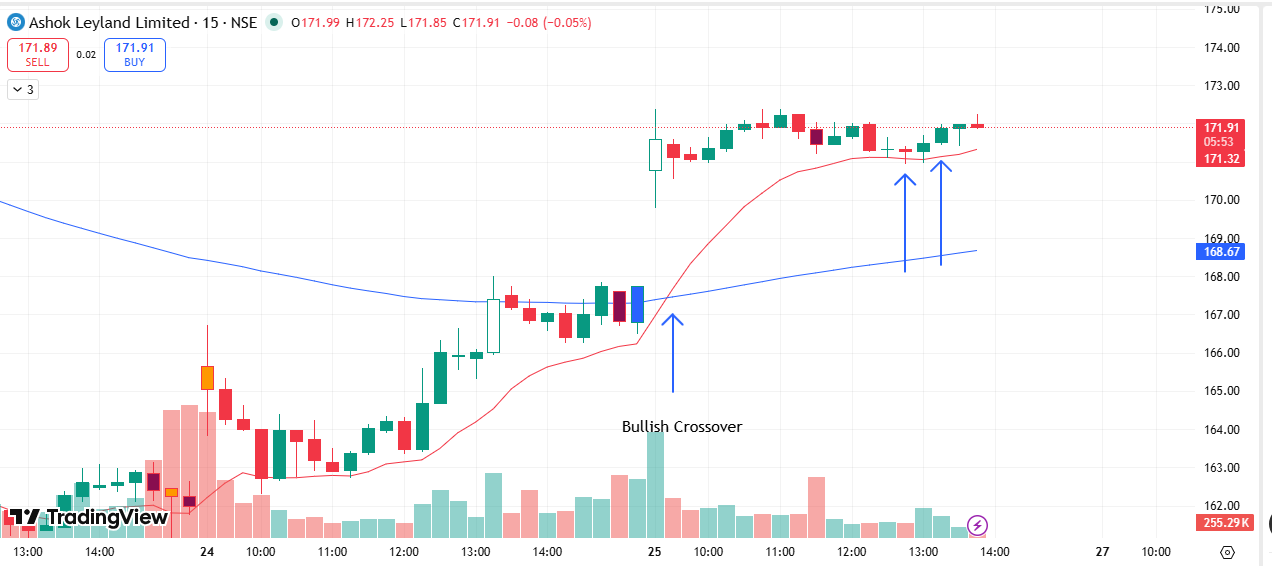 Ashok Leyland Limited · 15 · NSE O171.99 H172.25 L171.85 C171.91 −0.08 (−0.05%)
171.89 SELL 0.02 171.91 BUY
3
175.00
174.00
173.00
171.91
05:53
171.32
170.00
169.00
168.67
168.00
167.00
166.00
165.00
164.00
163.00
162.00
255.29 K
Bullish Crossover
TradingView
13:00 14:00 24 10:00 11:00 12:00 13:00 14:00 25 10:00 11:00 12:00 13:00 14:00 27 10:00